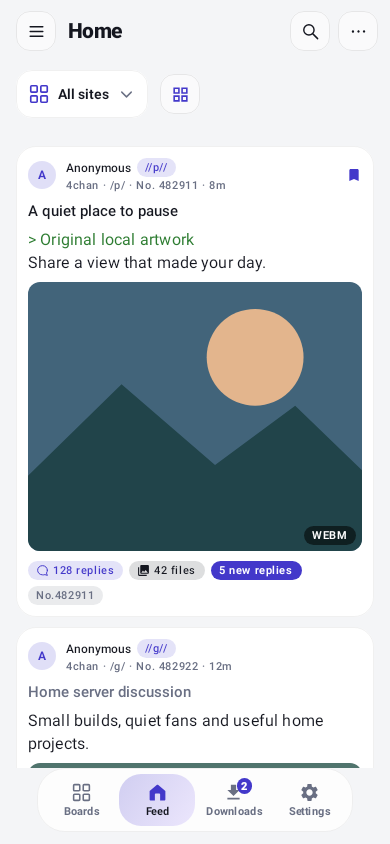 Home
All sites
A
Anonymous //p//
4chan · /p/ · No. 482911 · 8m
A quiet place to pause
> Original local artwork
Share a view that made your day.
WEBM
128 replies 42 files 5 new replies
No.482911
A
Anonymous //g//
4chan · /g/ · No. 482922 · 12m
Home server discussion
Small builds, quiet fans and useful home
projects.
2
Boards Feed Downloads Settings